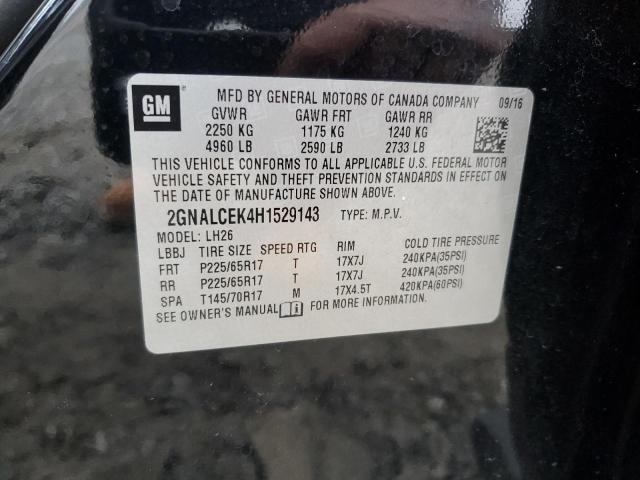 GM
MFD BY GENERAL MOTORS OF CANADA COMPANY 09/16
GVWR GAWR FRT GAWR RR
2250 KG 1175 KG 1240 KG
4960 LB 2590 LB 2733 LB
THIS VEHICLE CONFORMS TO ALL APPLICABLE U.S. FEDERAL MOTOR
VEHICLE SAFETY AND THEFT PREVENTION STANDARDS IN EFFECT ON
THE DATE OF MANUFACTURE SHOWN ABOVE.
2GNALCEK4H1529143 TYPE: M.P.V.
MODEL: LH26
LBBJ TIRE SIZE SPEED RTG RIM COLD TIRE PRESSURE
FRT P225/65R17 T 17X7J 240KPA(35PSI)
RR P225/65R17 T 17X7J 240KPA(35PSI)
SPA T145/70R17 M 17X4.5T 420KPA(60PSI)
SEE OWNER'S MANUAL i